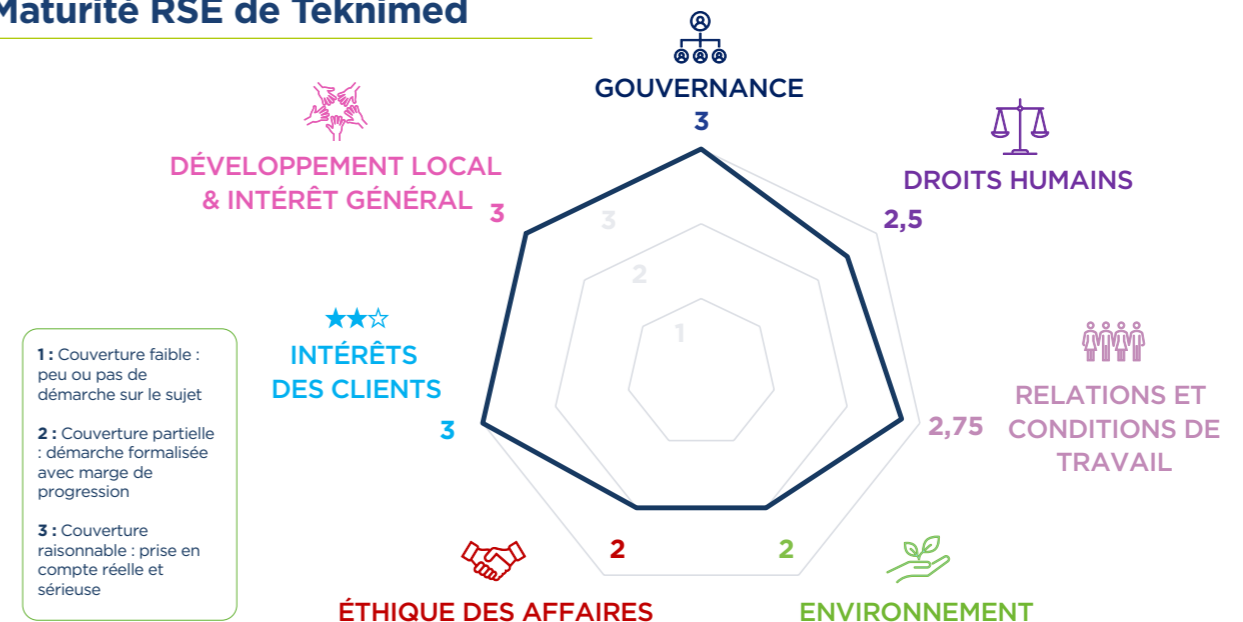 Maturité RSE de Teknimed
GOUVERNANCE
3
DROITS HUMAINS
2,5
DÉVELOPPEMENT LOCAL
& INTÉRÊT GÉNÉRAL
3
3
2
1
INTÉRÊTS
DES CLIENTS
3
RELATIONS ET
CONDITIONS DE
TRAVAIL
2,75
1 : Couverture faible :
peu ou pas de
démarche sur le sujet
2 : Couverture partielle
: démarche formalisée
avec marge de
progression
3 : Couverture
raisonnable : prise en
compte réelle et
sérieuse
2
ÉTHIQUE DES AFFAIRES
2
ENVIRONNEMENT